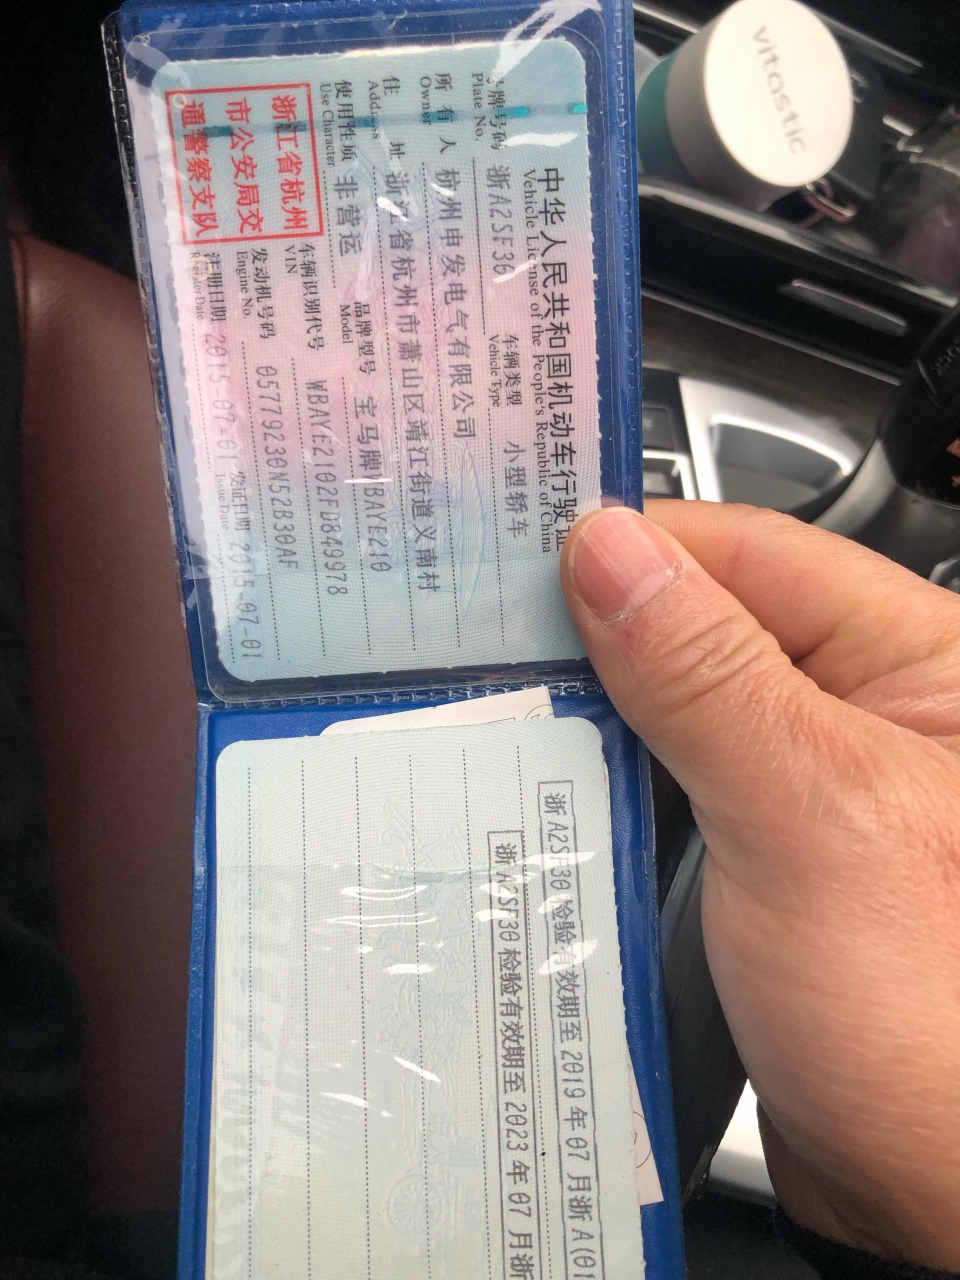 中华人民共和国机动车行驶证
Vehicle License of the People's Republic of China
号牌号码 浙A2SF30 车辆类型 小型轿车
Plate No. Vehicle Type
所有人 杭州申发电气有限公司
Owner
住址 浙江省杭州市萧山区靖江街道义南村
Address
使用性质 非营运 品牌型号 宝马牌WBAYE210
Use Character Model
浙江省杭州
市公安局交
通警察支队
车辆识别代号 WBAYE2102FD849978
VIN
发动机号码 05779230N52B30AF
Engine No.
注册日期 2015-07-01 发证日期 2015-07-01
Register Date Issue Date
浙A2SF30检验有效期至2019年07月浙A(01
浙A2SF30检验有效期至2023年07月浙
vitastic